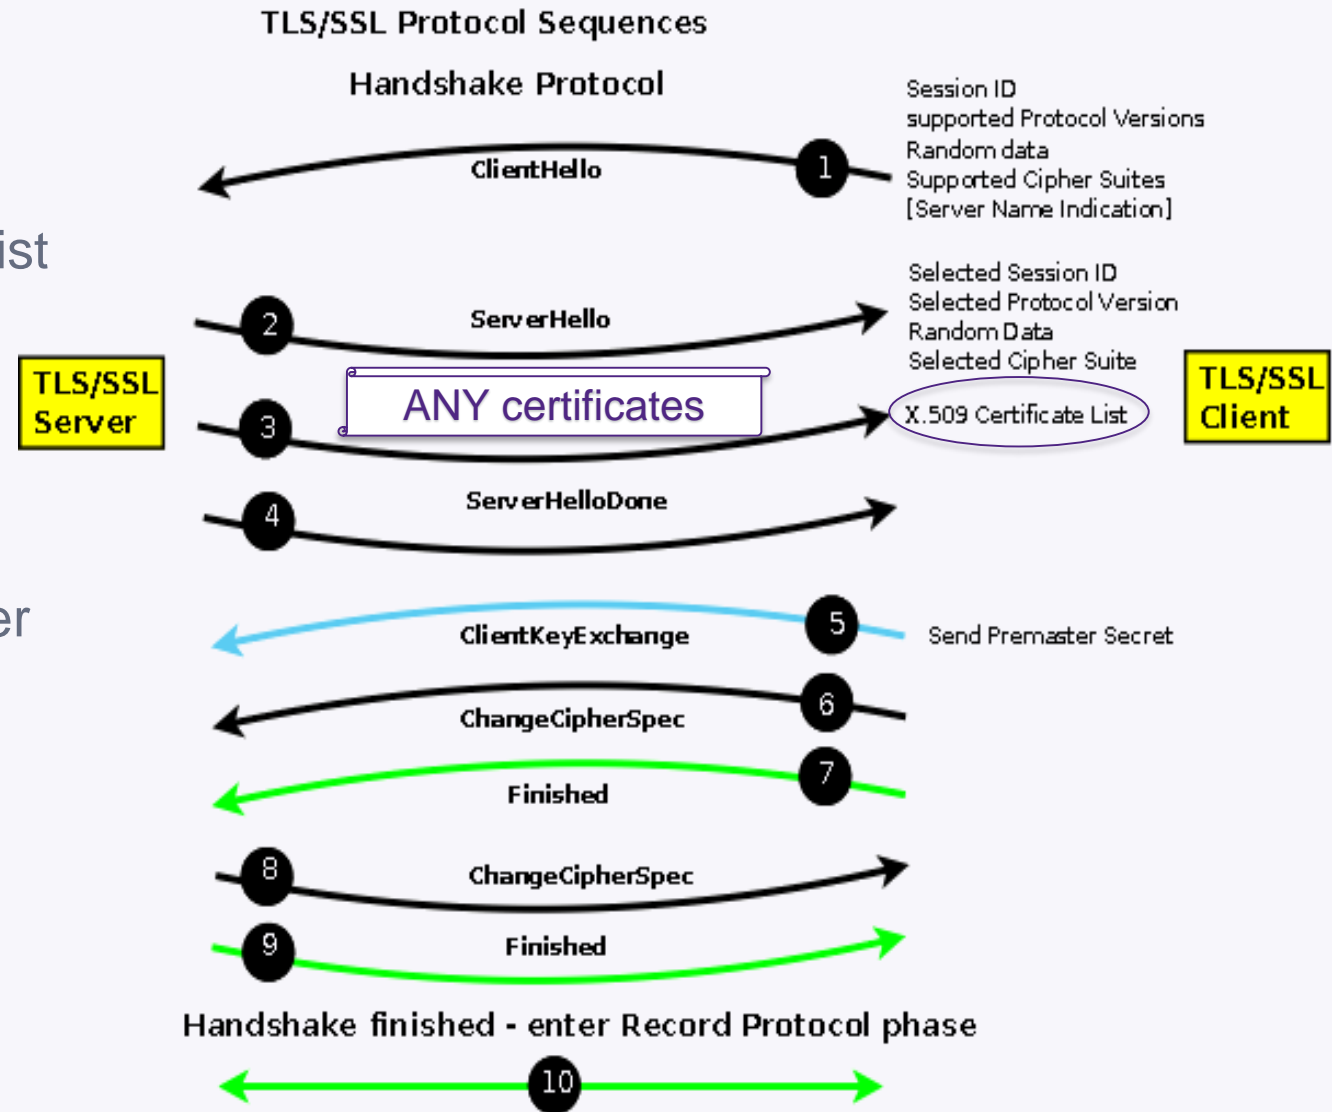 TLS/SSL Protocol Sequences
Handshake Protocol
Session ID
supported Protocol Versions
Random data
Supported Cipher Suites
[Server Name Indication]
ClientHello
1
ist
Selected Session ID
Selected Protocol Version
Random Data
Selected Cipher Suite
2
ServerHello
TLS/SSL
Server
3
ANY certificates
X.509 Certificate List
TLS/SSL
Client
4
ServerHelloDone
er
ClientKeyExchange
5
Send Premaster Secret
6
ChangeCipherSpec
7
Finished
8
ChangeCipherSpec
9
Finished
Handshake finished - enter Record Protocol phase
10